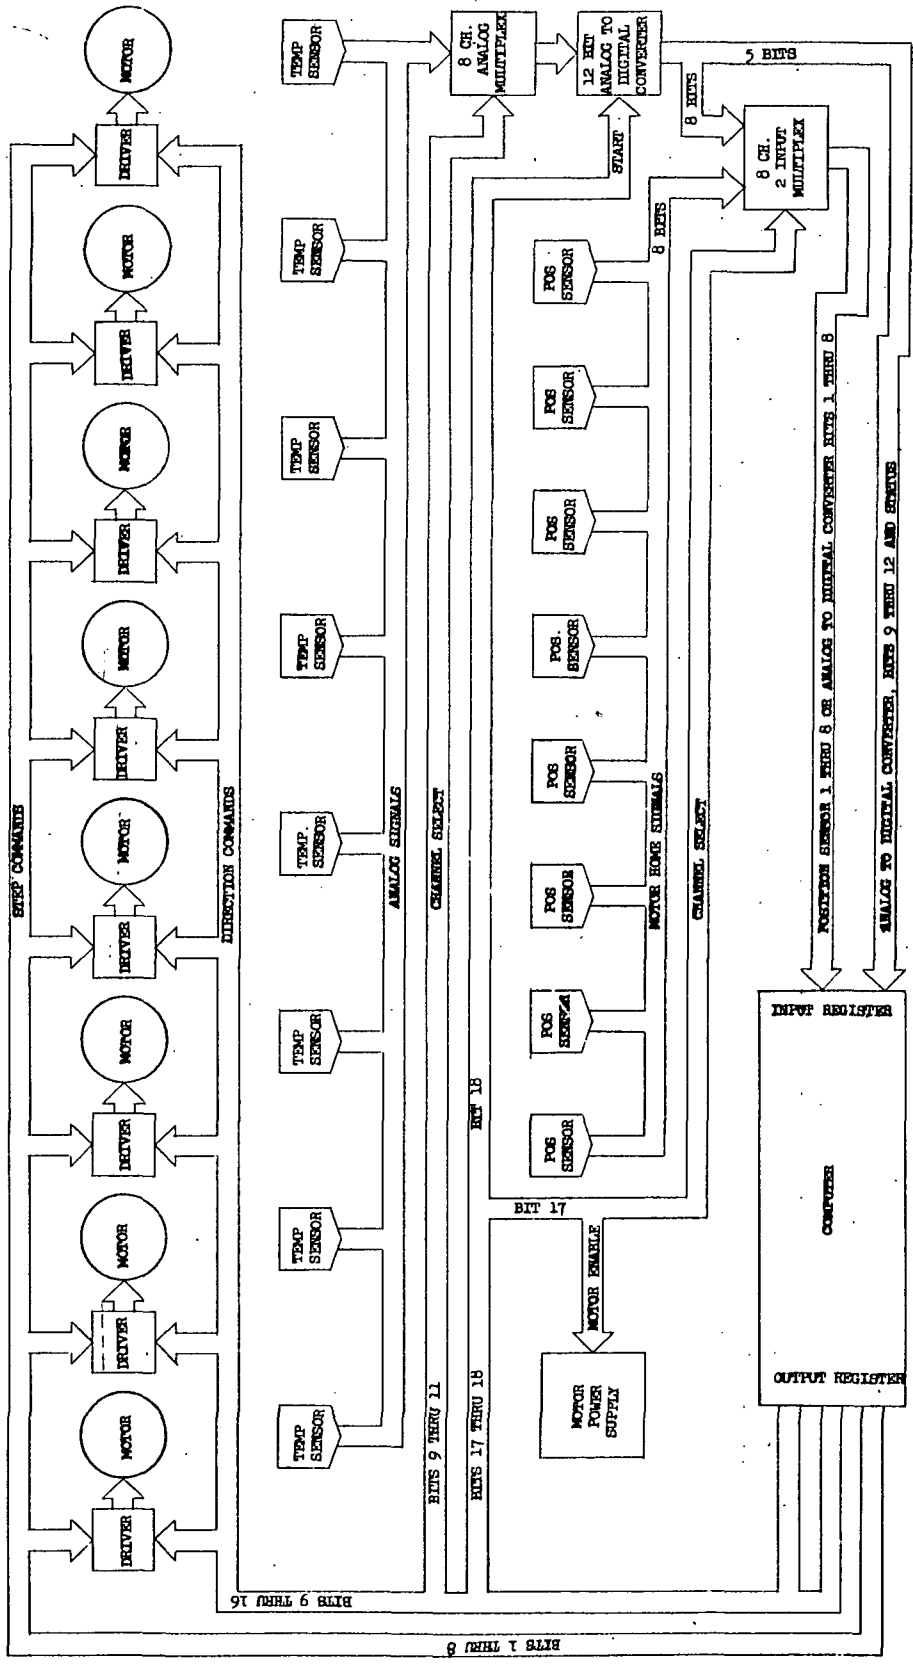 STEP COMMANDS
MOTOR
DRIVER
MOTOR
DRIVER
MOTOR
DRIVER
MOTOR
DRIVER
MOTOR
DRIVER
MOTOR
DRIVER
MOTOR
DRIVER
MOTOR
DRIVER
DIRECTION COMMANDS
BITS 1 THRU 8
BITS 9 THRU 16
TEMP
SENSOR
TEMP
SENSOR
TEMP
SENSOR
TEMP.
SENSOR
TEMP
SENSOR
TEMP
SENSOR
TEMP
SENSOR
TEMP
SENSOR
ANALOG SIGNALS
BITS 9 THRU 11
CHANNEL SELECT
8 CH.
ANALOG
MULTIPLEX
12 BIT
ANALOG TO
DIGITAL
CONVERTER
START
BITS 17 THRU 18
BIT 18
BIT 17
POS
SENSOR
POS
SENSOR
POS
SENSOR
POS
SENSOR
POS.
SENSOR
POS
SENSOR
POS
SENSOR
POS
SENSOR
MOTOR HOME SIGNALS
8 BITS
8 BITS
5 BITS
CHANNEL SELECT
8 CH.
2 INPUT
MULTIPLEX
MOTOR ENABLE
MOTOR
POWER
SUPPLY
POSITION SENSOR 1 THRU 8 OR ANALOG TO DIGITAL CONVERTER BITS 1 THRU 8
ANALOG TO DIGITAL CONVERTER, BITS 9 THRU 12 AND STATUS
INPUT REGISTER
COMPUTER
OUTPUT REGISTER